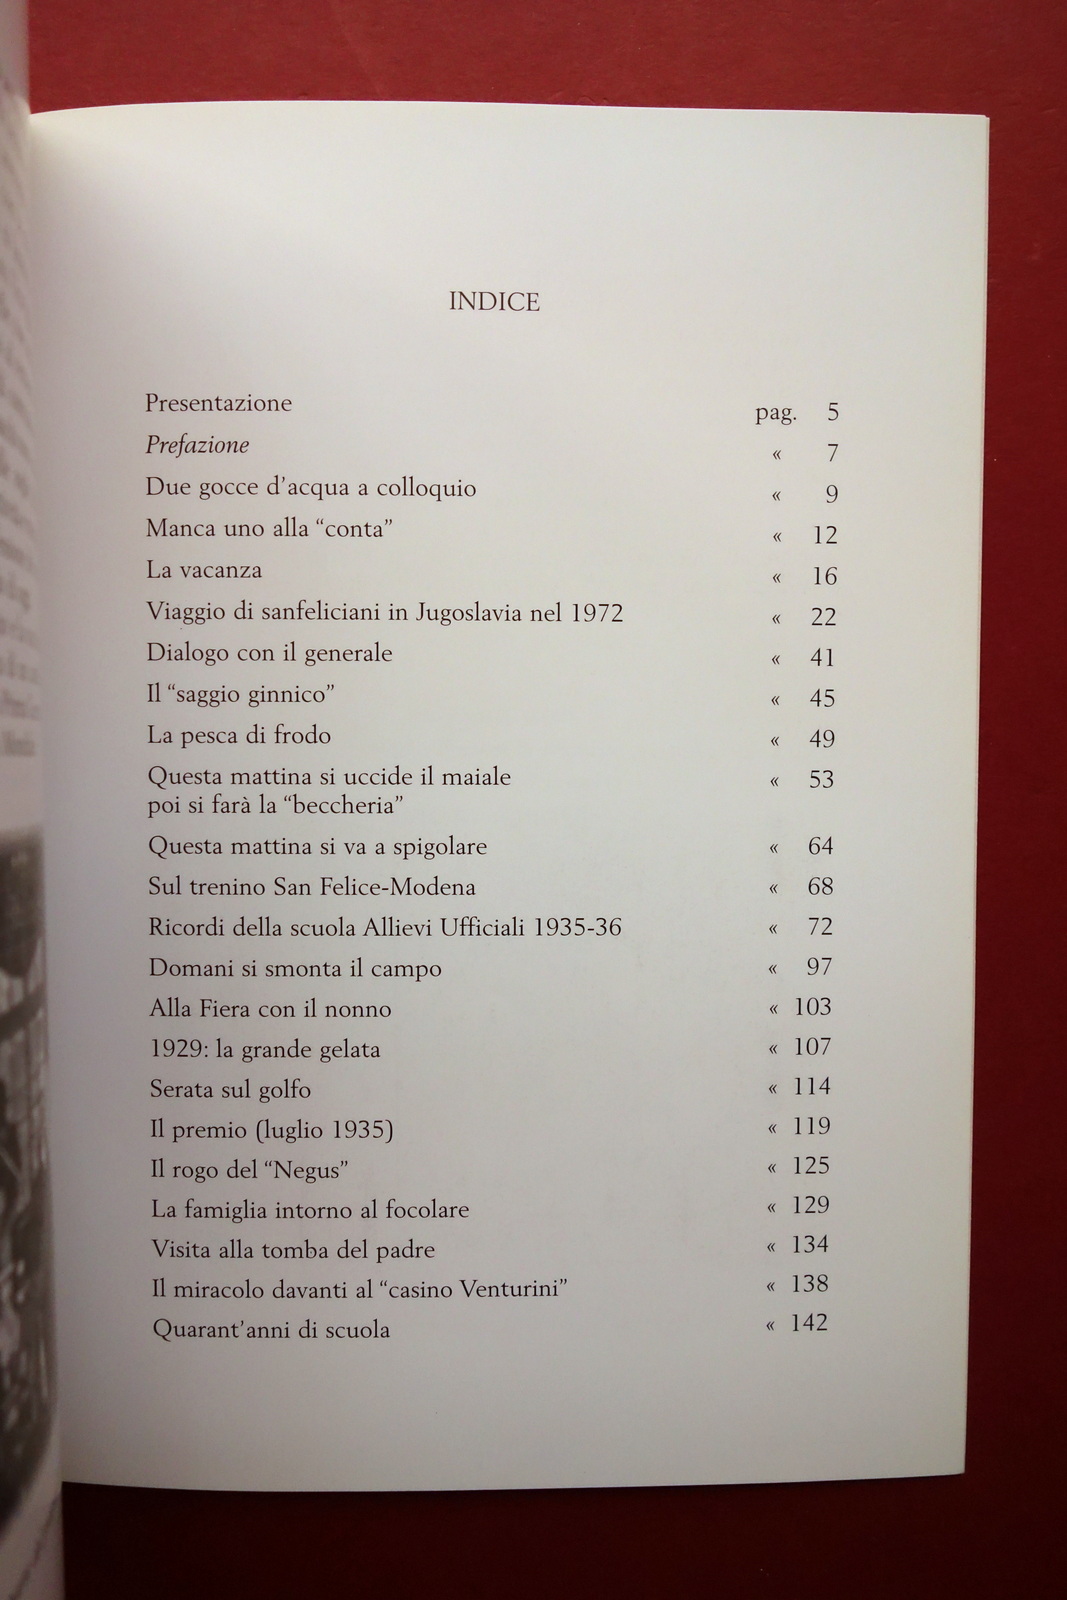 INDICE
Presentazione pag. 5
Prefazione « 7
Due gocce d'acqua a colloquio « 9
Manca uno alla “conta” « 12
La vacanza « 16
Viaggio di sanfeliciani in Jugoslavia nel 1972 « 22
Dialogo con il generale « 41
Il “saggio ginnico” « 45
La pesca di frodo « 49
Questa mattina si uccide il maiale « 53
poi si farà la “beccheria”
Questa mattina si va a spigolare « 64
Sul trenino San Felice-Modena « 68
Ricordi della scuola Allievi Ufficiali 1935-36 « 72
Domani si smonta il campo « 97
Alla Fiera con il nonno « 103
1929: la grande gelata « 107
Serata sul golfo « 114
Il premio (luglio 1935) « 119
Il rogo del “Negus” « 125
La famiglia intorno al focolare « 129
Visita alla tomba del padre « 134
Il miracolo davanti al “casino Venturini” « 138
Quarant'anni di scuola « 142